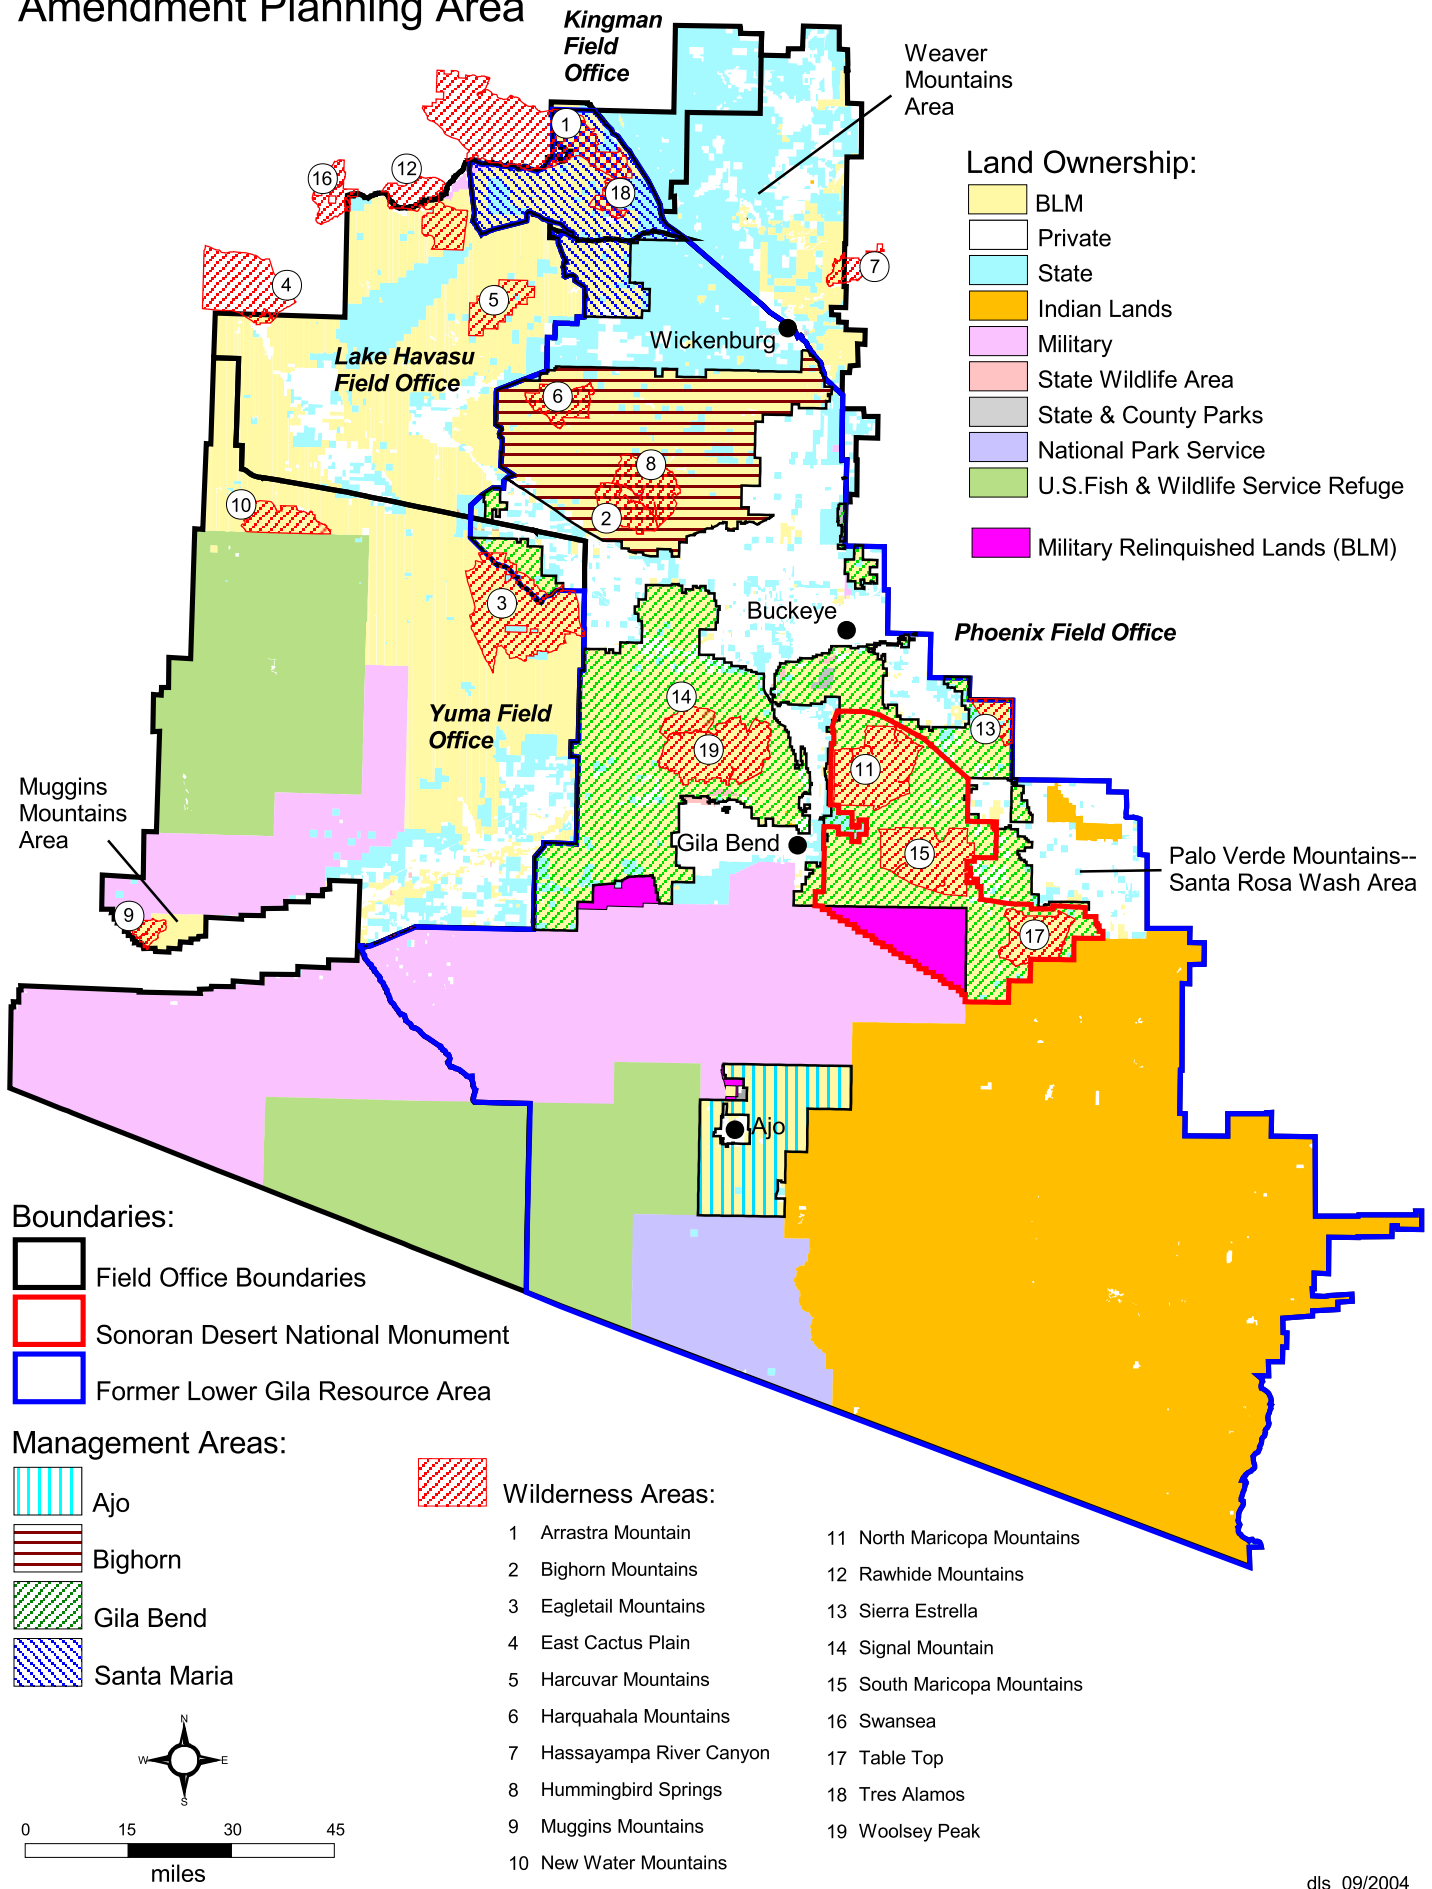 Amendment Planning Area
Kingman
Field
Office
Weaver
Mountains
Area
1
12
16
18
7
4
5
Land Ownership:
BLM
Private
State
Indian Lands
Military
State Wildlife Area
State & County Parks
National Park Service
U.S.Fish & Wildlife Service Refuge
Military Relinquished Lands (BLM)
Wickenburg
Lake Havasu
Field Office
6
8
10
2
3
Buckeye
Phoenix Field Office
14
Yuma Field
Office
13
19
11
Muggins
Mountains
Area
Gila Bend
15
Palo Verde Mountains--
Santa Rosa Wash Area
9
17
Ajo
Boundaries:
Field Office Boundaries
Sonoran Desert National Monument
Former Lower Gila Resource Area
Management Areas:
Ajo
Bighorn
Gila Bend
Santa Maria
N
W E
S
0 15 30 45
miles
Wilderness Areas:
1 Arrastra Mountain
2 Bighorn Mountains
3 Eagletail Mountains
4 East Cactus Plain
5 Harcuvar Mountains
6 Harquahala Mountains
7 Hassayampa River Canyon
8 Hummingbird Springs
9 Muggins Mountains
10 New Water Mountains
11 North Maricopa Mountains
12 Rawhide Mountains
13 Sierra Estrella
14 Signal Mountain
15 South Maricopa Mountains
16 Swansea
17 Table Top
18 Tres Alamos
19 Woolsey Peak
dls 09/2004